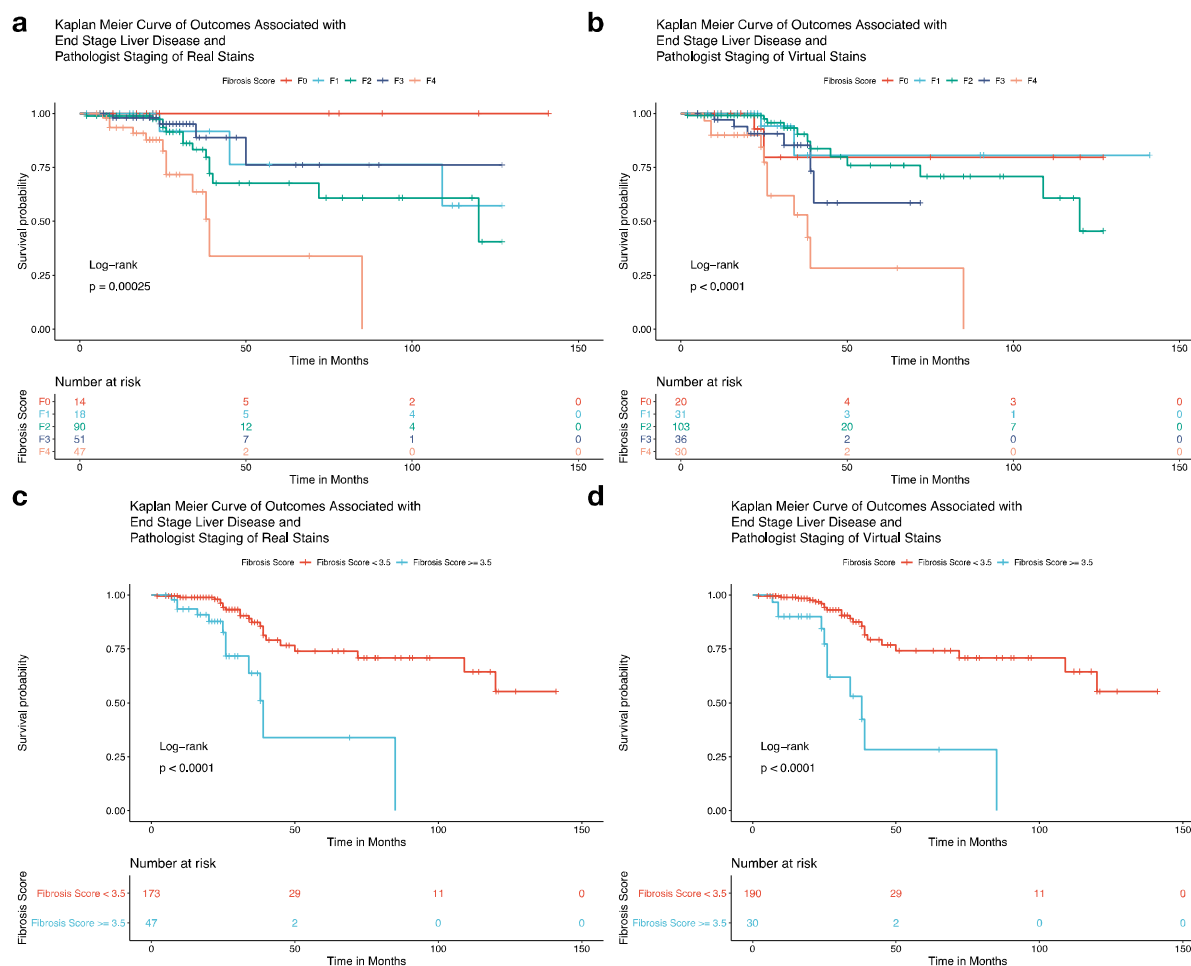 a
Kaplan Meier Curve of Outcomes Associated with
End Stage Liver Disease and
Pathologist Staging of Real Stains
Fibrosis Score F0 F1 F2 F3 F4
Survival probability
1.00
0.75
0.50
0.25
0.00
Log-rank
p = 0.00025
0 50 100 150
Time in Months
Number at risk
Fibrosis Score
F0 14 5 2 0
F1 18 5 4 0
F2 90 12 4 0
F3 51 7 1 0
F4 47 2 0 0
0 50 100 150
Time in Months
b
Kaplan Meier Curve of Outcomes Associated with
End Stage Liver Disease and
Pathologist Staging of Virtual Stains
Fibrosis Score F0 F1 F2 F3 F4
Survival probability
1.00
0.75
0.50
0.25
0.00
Log-rank
p < 0.0001
0 50 100 150
Time in Months
Number at risk
Fibrosis Score
F0 20 4 3 0
F1 31 3 1 0
F2 103 20 7 0
F3 36 2 0 0
F4 30 2 0 0
0 50 100 150
Time in Months
c
Kaplan Meier Curve of Outcomes Associated with
End Stage Liver Disease and
Pathologist Staging of Real Stains
Fibrosis Score Fibrosis Score < 3.5 Fibrosis Score >= 3.5
Survival probability
1.00
0.75
0.50
0.25
0.00
Log-rank
p < 0.0001
0 50 100 150
Time in Months
Number at risk
Fibrosis Score
Fibrosis Score < 3.5 173 29 11 0
Fibrosis Score >= 3.5 47 2 0 0
0 50 100 150
Time in Months
d
Kaplan Meier Curve of Outcomes Associated with
End Stage Liver Disease and
Pathologist Staging of Virtual Stains
Fibrosis Score Fibrosis Score < 3.5 Fibrosis Score >= 3.5
Survival probability
1.00
0.75
0.50
0.25
0.00
Log-rank
p < 0.0001
0 50 100 150
Time in Months
Number at risk
Fibrosis Score
Fibrosis Score < 3.5 190 29 11 0
Fibrosis Score >= 3.5 30 2 0 0
0 50 100 150
Time in Months